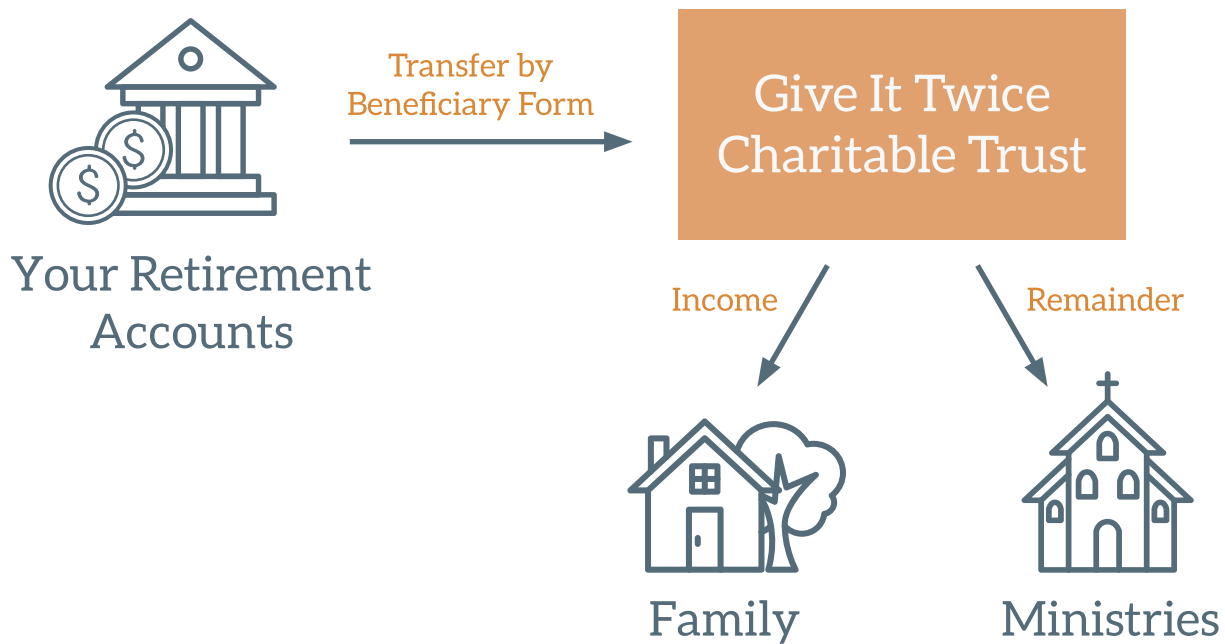 Transfer by
Beneficiary Form
Give It Twice
Charitable Trust
$
$
Your Retirement
Accounts
Income
Remainder
Family
Ministries